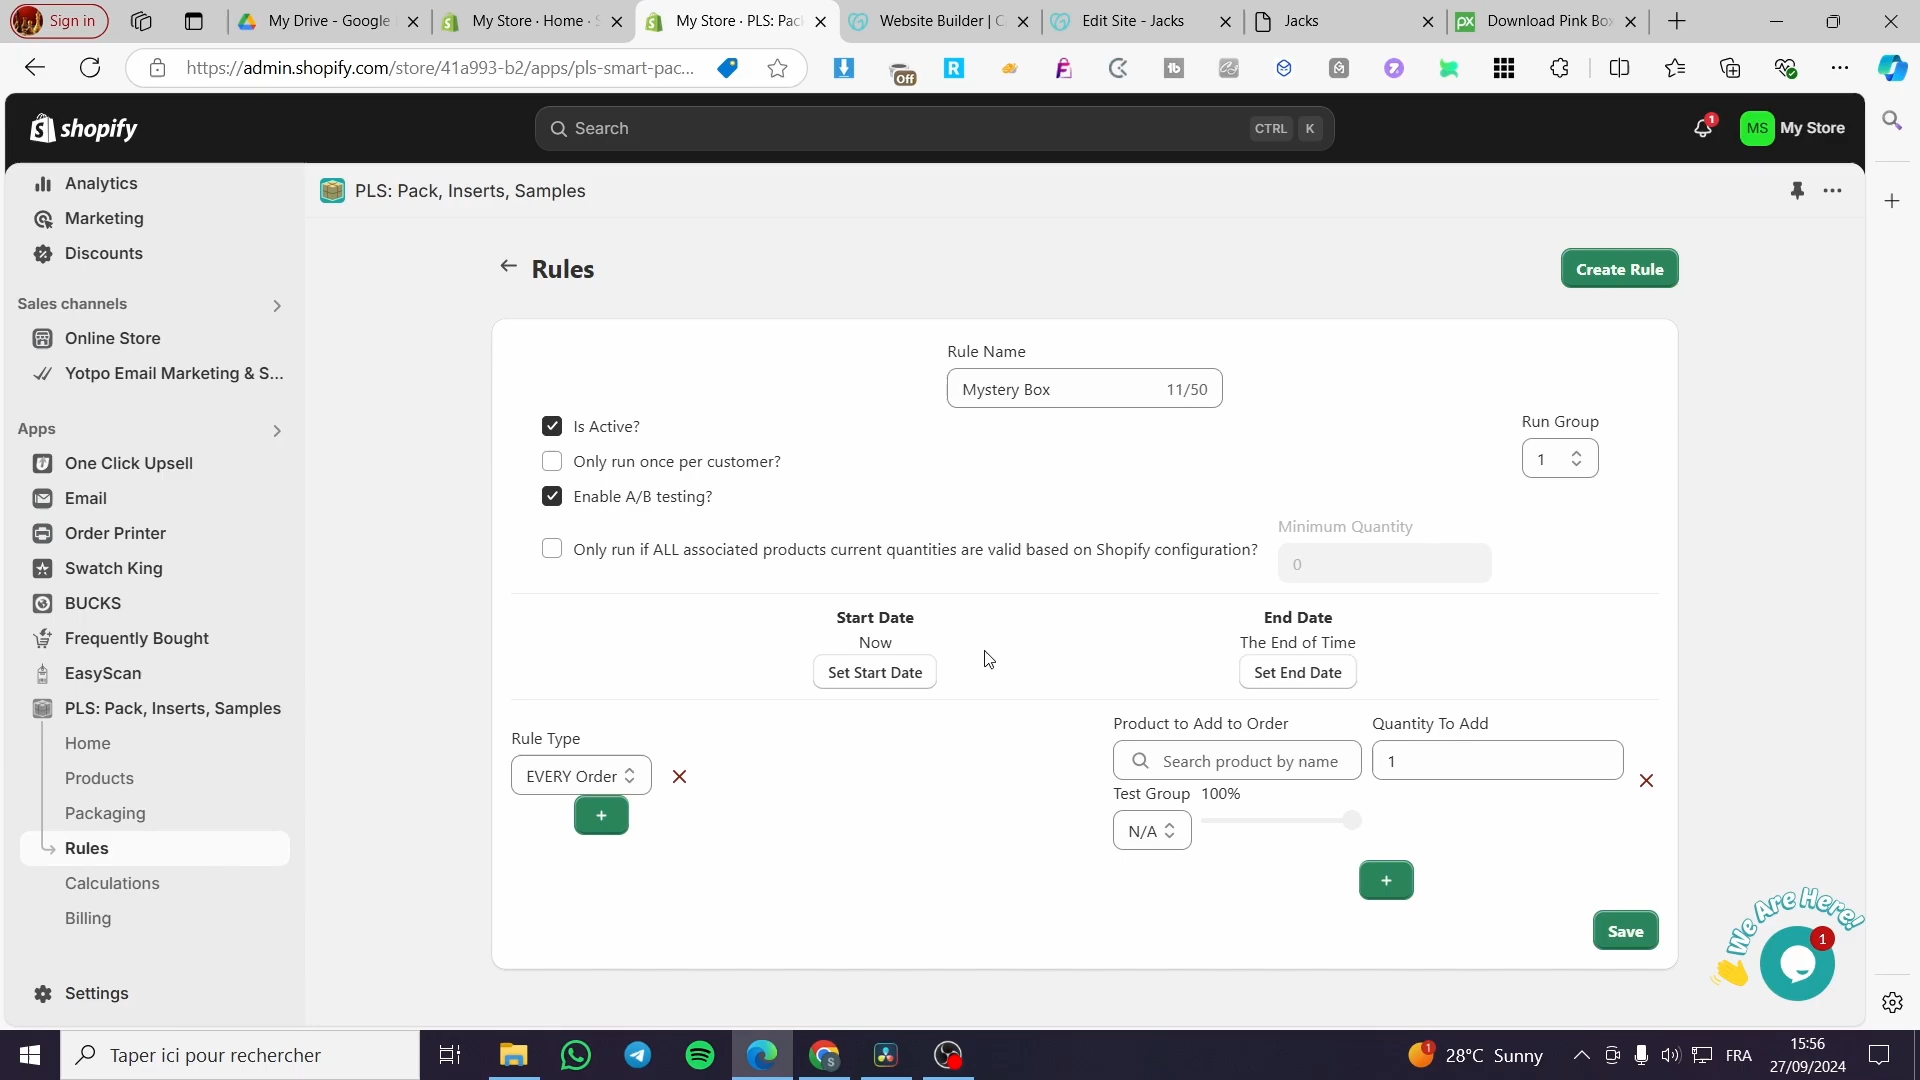 Sign in
My Drive - Google
My Store · Home · S
My Store · PLS: Pac
Website Builder | C
Edit Site - Jacks
Jacks
Download Pink Bo
https://admin.shopify.com/store/41a993-b2/apps/pls-smart-pac...
Off
shopify
Search
CTRL K
1
MS
My Store
Analytics
Marketing
Discounts
Sales channels
Online Store
Yotpo Email Marketing & S...
Apps
One Click Upsell
Email
Order Printer
Swatch King
BUCKS
Frequently Bought
EasyScan
PLS: Pack, Inserts, Samples
Home
Products
Packaging
Rules
Calculations
Billing
Settings
PLS: Pack, Inserts, Samples
Rules
Create Rule
Rule Name
Mystery Box 11/50
Is Active?
Run Group
1
Only run once per customer?
Enable A/B testing?
Minimum Quantity
Only run if ALL associated products current quantities are valid based on Shopify configuration?
0
Start Date
Now
Set Start Date
End Date
The End of Time
Set End Date
Rule Type
EVERY Order
+
Product to Add to Order
Search product by name
Quantity To Add
1
Test Group 100%
N/A
+
Save
We Are Here!
1
Taper ici pour rechercher
1
28°C Sunny
FRA
15:56
27/09/2024